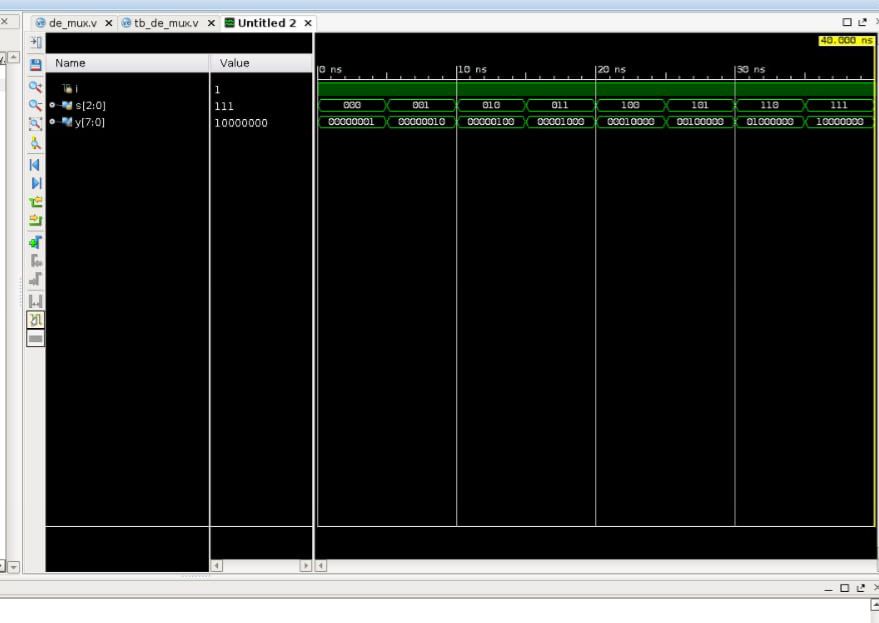 de_mux.v x tb_de_mux.v x Untitled 2 x
40.000 ns
Name Value
0 ns 10 ns 20 ns 30 ns
i 1
s[2:0] 111 000 001 010 011 100 101 110 111
y[7:0] 10000000 00000001 00000010 00000100 00001000 00010000 00100000 01000000 10000000